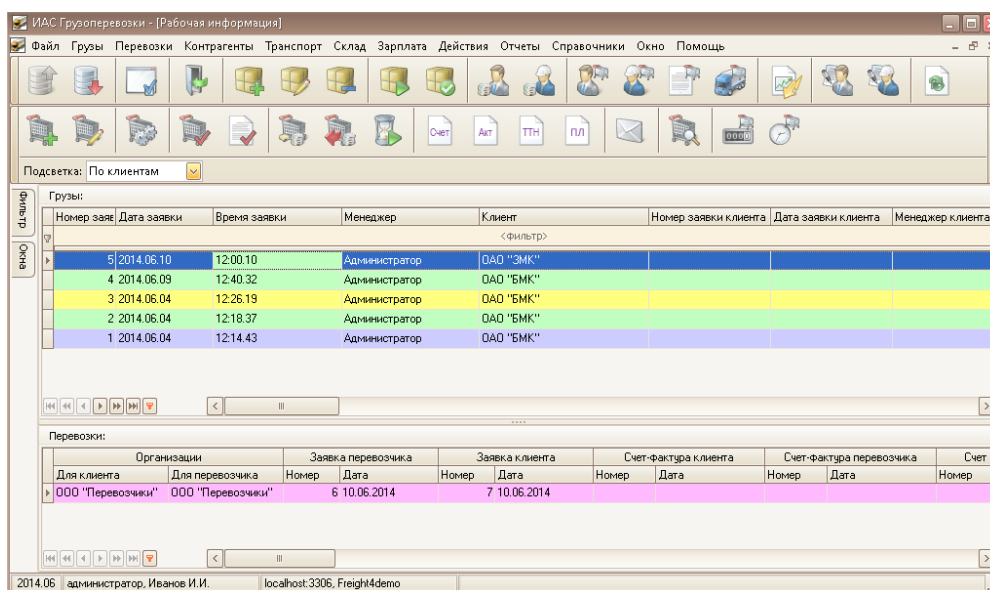 ИАС Грузоперевозки - [Рабочая информация]
Файл Грузы Перевозки Контрагенты Транспорт Склад Зарплата Действия Отчеты Справочники Окно Помощь
Счет Акт ТТН ПЛ
Подсветка: По клиентам
Фильтр
Окна
Грузы:
Номер заяв Дата заявки Время заявки Менеджер Клиент Номер заявки клиента Дата заявки клиента Менеджер клиента
<фильтр>
5 2014.06.10 12:00.10 Администратор ОАО "ЗМК"
4 2014.06.09 12:40.32 Администратор ОАО "БМК"
3 2014.06.04 12:26.19 Администратор ОАО "БМК"
2 2014.06.04 12:18.37 Администратор ОАО "БМК"
1 2014.06.04 12:14.43 Администратор ОАО "БМК"
Перевозки:
Организации Заявка перевозчика Заявка клиента Счет-фактура клиента Счет-фактура перевозчика Счет
Для клиента Для перевозчика Номер Дата Номер Дата Номер Дата Номер Дата Номер
ООО "Перевозчики" ООО "Перевозчики" 6 10.06.2014 7 10.06.2014
2014.06 администратор, Иванов И.И. localhost:3306, Freight4demo